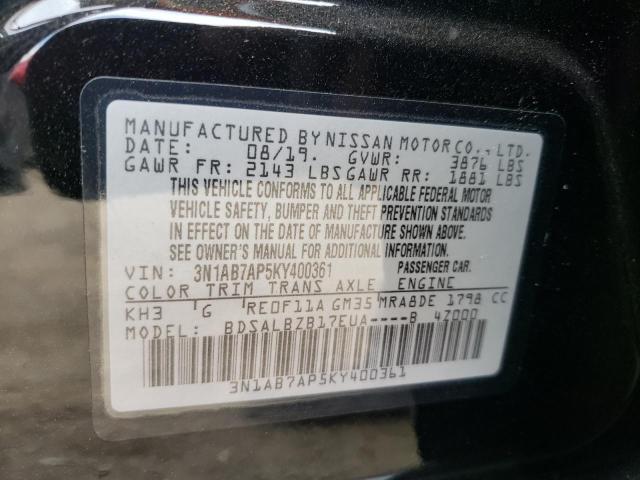 MANUFACTURED BY NISSAN MOTOR CO., LTD.
DATE: 08/19. GVWR: 3876 LBS
GAWR FR: 2143 LBS GAWR RR: 1881 LBS
THIS VEHICLE CONFORMS TO ALL APPLICABLE FEDERAL MOTOR
VEHICLE SAFETY, BUMPER AND THEFT PREVENTION STANDARDS
IN EFFECT ON THE DATE OF MANUFACTURE SHOWN ABOVE.
SEE OWNER'S MANUAL FOR ADDITIONAL INFORMATION
VIN: 3N1AB7AP5KY400361 PASSENGER CAR.
COLOR TRIM TRANS AXLE ENGINE
KH3 G RE0F11A GM35 MRA8DE 1798 CC
MODEL: BDSALBZB17EUA----B 4Z000
3N1AB7AP5KY400361